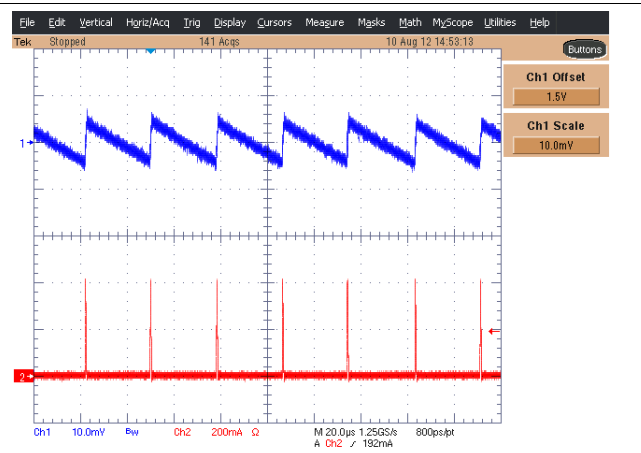 File Edit Vertical Horiz/Acq Trig Display Cursors Measure Masks Math MyScope Utilities Help
Tek Stopped 141 Acqs 10 Aug 12 14:53:13
Buttons
Ch1 Offset
1.5V
Ch1 Scale
10.0mV
1
2
Ch1 10.0mV Bw Ch2 200mA Ω M 20.0µs 1.25GS/s 800ps/pt
A Ch2 / 192mA